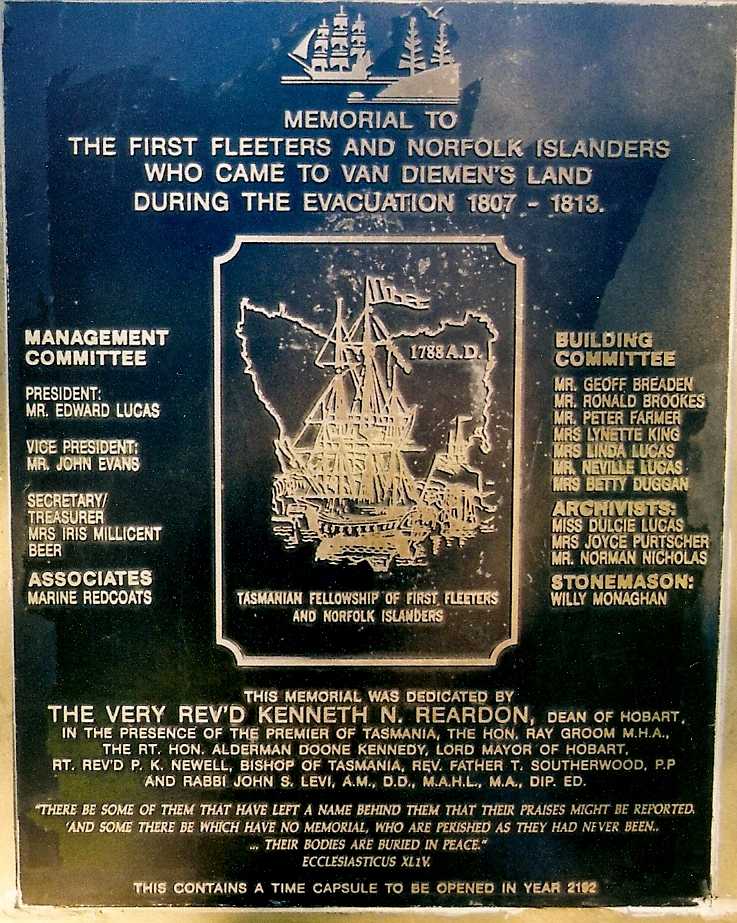 MEMORIAL TO
THE FIRST FLEETERS AND NORFOLK ISLANDERS
WHO CAME TO VAN DIEMEN'S LAND
DURING THE EVACUATION 1807 - 1813.
1788 A.D.
TASMANIAN FELLOWSHIP OF FIRST FLEETERS
AND NORFOLK ISLANDERS
MANAGEMENT
COMMITTEE
PRESIDENT:
MR. EDWARD LUCAS
VICE PRESIDENT:
MR. JOHN EVANS
SECRETARY/
TREASURER
MRS IRIS MILLICENT
BEER
ASSOCIATES
MARINE REDCOATS
BUILDING
COMMITTEE
MR. GEOFF BREADEN
MR. RONALD BROOKES
MR. PETER FARMER
MRS LYNETTE KING
MRS LINDA LUCAS
MR. NEVILLE LUCAS
MRS BETTY DUGGAN
ARCHIVISTS:
MISS DULCIE LUCAS
MRS JOYCE PURTSCHER
MR. NORMAN NICHOLAS
STONEMASON:
WILLY MONAGHAN
THIS MEMORIAL WAS DEDICATED BY
THE VERY REV'D KENNETH N. REARDON, DEAN OF HOBART,
IN THE PRESENCE OF THE PREMIER OF TASMANIA, THE HON. RAY GROOM M.H.A.,
THE RT. HON. ALDERMAN DOONE KENNEDY, LORD MAYOR OF HOBART,
RT. REV'D P. K. NEWELL, BISHOP OF TASMANIA, REV. FATHER T. SOUTHERWOOD, P.P
AND RABBI JOHN S. LEVI, A.M., D.D., M.A.H.L., M.A., DIP. ED.
"THERE BE SOME OF THEM THAT HAVE LEFT A NAME BEHIND THEM THAT THEIR PRAISES MIGHT BE REPORTED.
'AND SOME THERE BE WHICH HAVE NO MEMORIAL, WHO ARE PERISHED AS THEY HAD NEVER BEEN..
... THEIR BODIES ARE BURIED IN PEACE."
ECCLESIASTICUS XL1V.
THIS CONTAINS A TIME CAPSULE TO BE OPENED IN YEAR 2192